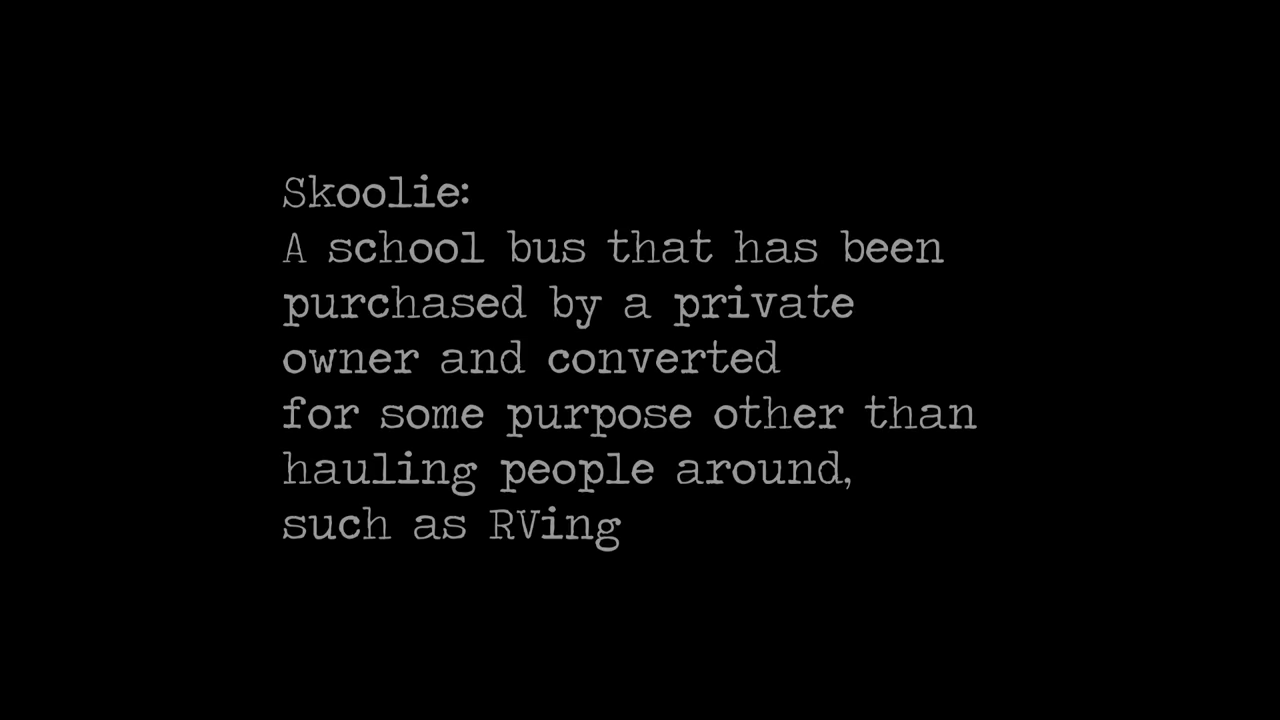 Skoolie:
A school bus that has been
purchased by a private
owner and converted
for some purpose other than
hauling people around,
such as RVing